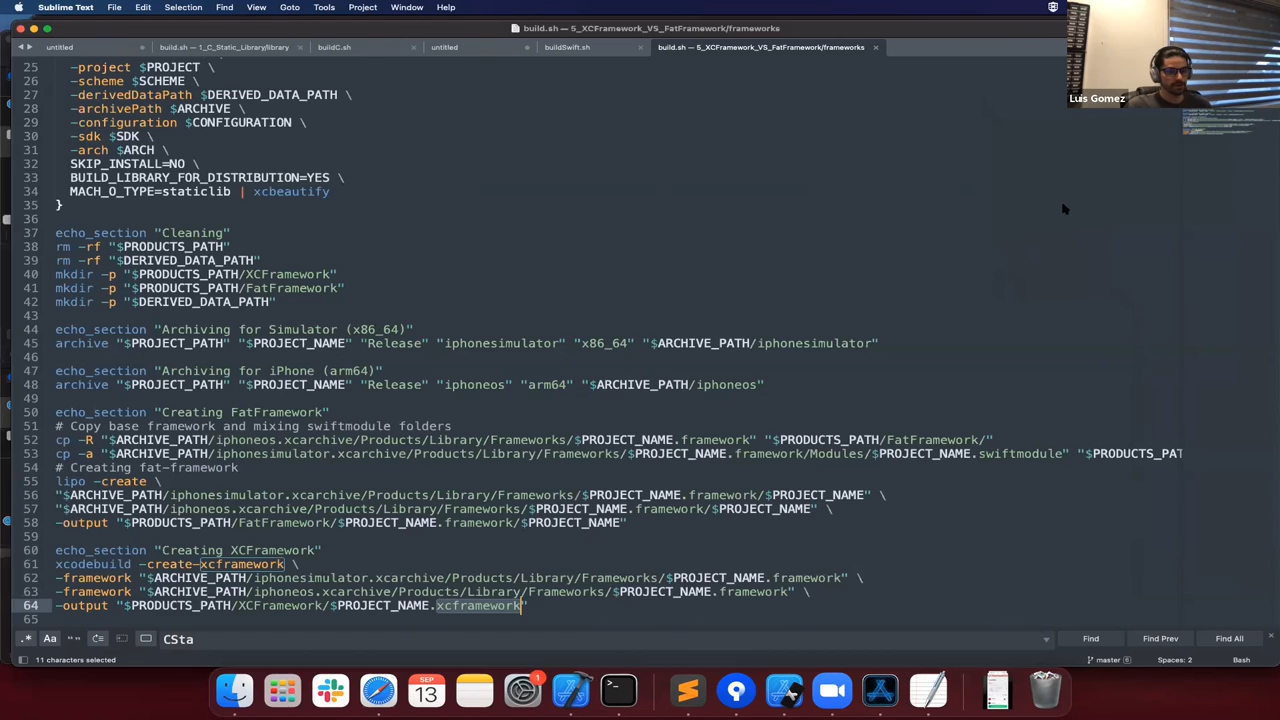 Sublime Text File Edit Selection Find View Goto Tools Project Window Help
build.sh — 5_XCFramework_VS_FatFramework/frameworks
untitled build.sh — 1_C_Static_Library/library buildC.sh untitled buildSwift.sh build.sh — 5_XCFramework_VS_FatFramework/frameworks
Luis Gomez
25 -project $PROJECT \
26 -scheme $SCHEME \
27 -derivedDataPath $DERIVED_DATA_PATH \
28 -archivePath $ARCHIVE \
29 -configuration $CONFIGURATION \
30 -sdk $SDK \
31 -arch $ARCH \
32 SKIP_INSTALL=NO \
33 BUILD_LIBRARY_FOR_DISTRIBUTION=YES \
34 MACH_O_TYPE=staticlib | xcbeautify
35 }
36
37 echo_section "Cleaning"
38 rm -rf "$PRODUCTS_PATH"
39 rm -rf "$DERIVED_DATA_PATH"
40 mkdir -p "$PRODUCTS_PATH/XCFramework"
41 mkdir -p "$PRODUCTS_PATH/FatFramework"
42 mkdir -p "$DERIVED_DATA_PATH"
43
44 echo_section "Archiving for Simulator (x86_64)"
45 archive "$PROJECT_PATH" "$PROJECT_NAME" "Release" "iphonesimulator" "x86_64" "$ARCHIVE_PATH/iphonesimulator"
46
47 echo_section "Archiving for iPhone (arm64)"
48 archive "$PROJECT_PATH" "$PROJECT_NAME" "Release" "iphoneos" "arm64" "$ARCHIVE_PATH/iphoneos"
49
50 echo_section "Creating FatFramework"
51 # Copy base framework and mixing swiftmodule folders
52 cp -R "$ARCHIVE_PATH/iphoneos.xcarchive/Products/Library/Frameworks/$PROJECT_NAME.framework" "$PRODUCTS_PATH/FatFramework/"
53 cp -a "$ARCHIVE_PATH/iphonesimulator.xcarchive/Products/Library/Frameworks/$PROJECT_NAME.framework/Modules/$PROJECT_NAME.swiftmodule" "$PRODUCTS_PAT
54 # Creating fat-framework
55 lipo -create \
56 "$ARCHIVE_PATH/iphonesimulator.xcarchive/Products/Library/Frameworks/$PROJECT_NAME.framework/$PROJECT_NAME" \
57 "$ARCHIVE_PATH/iphoneos.xcarchive/Products/Library/Frameworks/$PROJECT_NAME.framework/$PROJECT_NAME" \
58 -output "$PRODUCTS_PATH/FatFramework/$PROJECT_NAME.framework/$PROJECT_NAME"
59
60 echo_section "Creating XCFramework"
61 xcodebuild -create-xcframework \
62 -framework "$ARCHIVE_PATH/iphonesimulator.xcarchive/Products/Library/Frameworks/$PROJECT_NAME.framework" \
63 -framework "$ARCHIVE_PATH/iphoneos.xcarchive/Products/Library/Frameworks/$PROJECT_NAME.framework" \
64 -output "$PRODUCTS_PATH/XCFramework/$PROJECT_NAME.xcframework"
65
.* Aa "" CSta Find Find Prev Find All
11 characters selected master 6 Spaces: 2 Bash
SEP 13 1